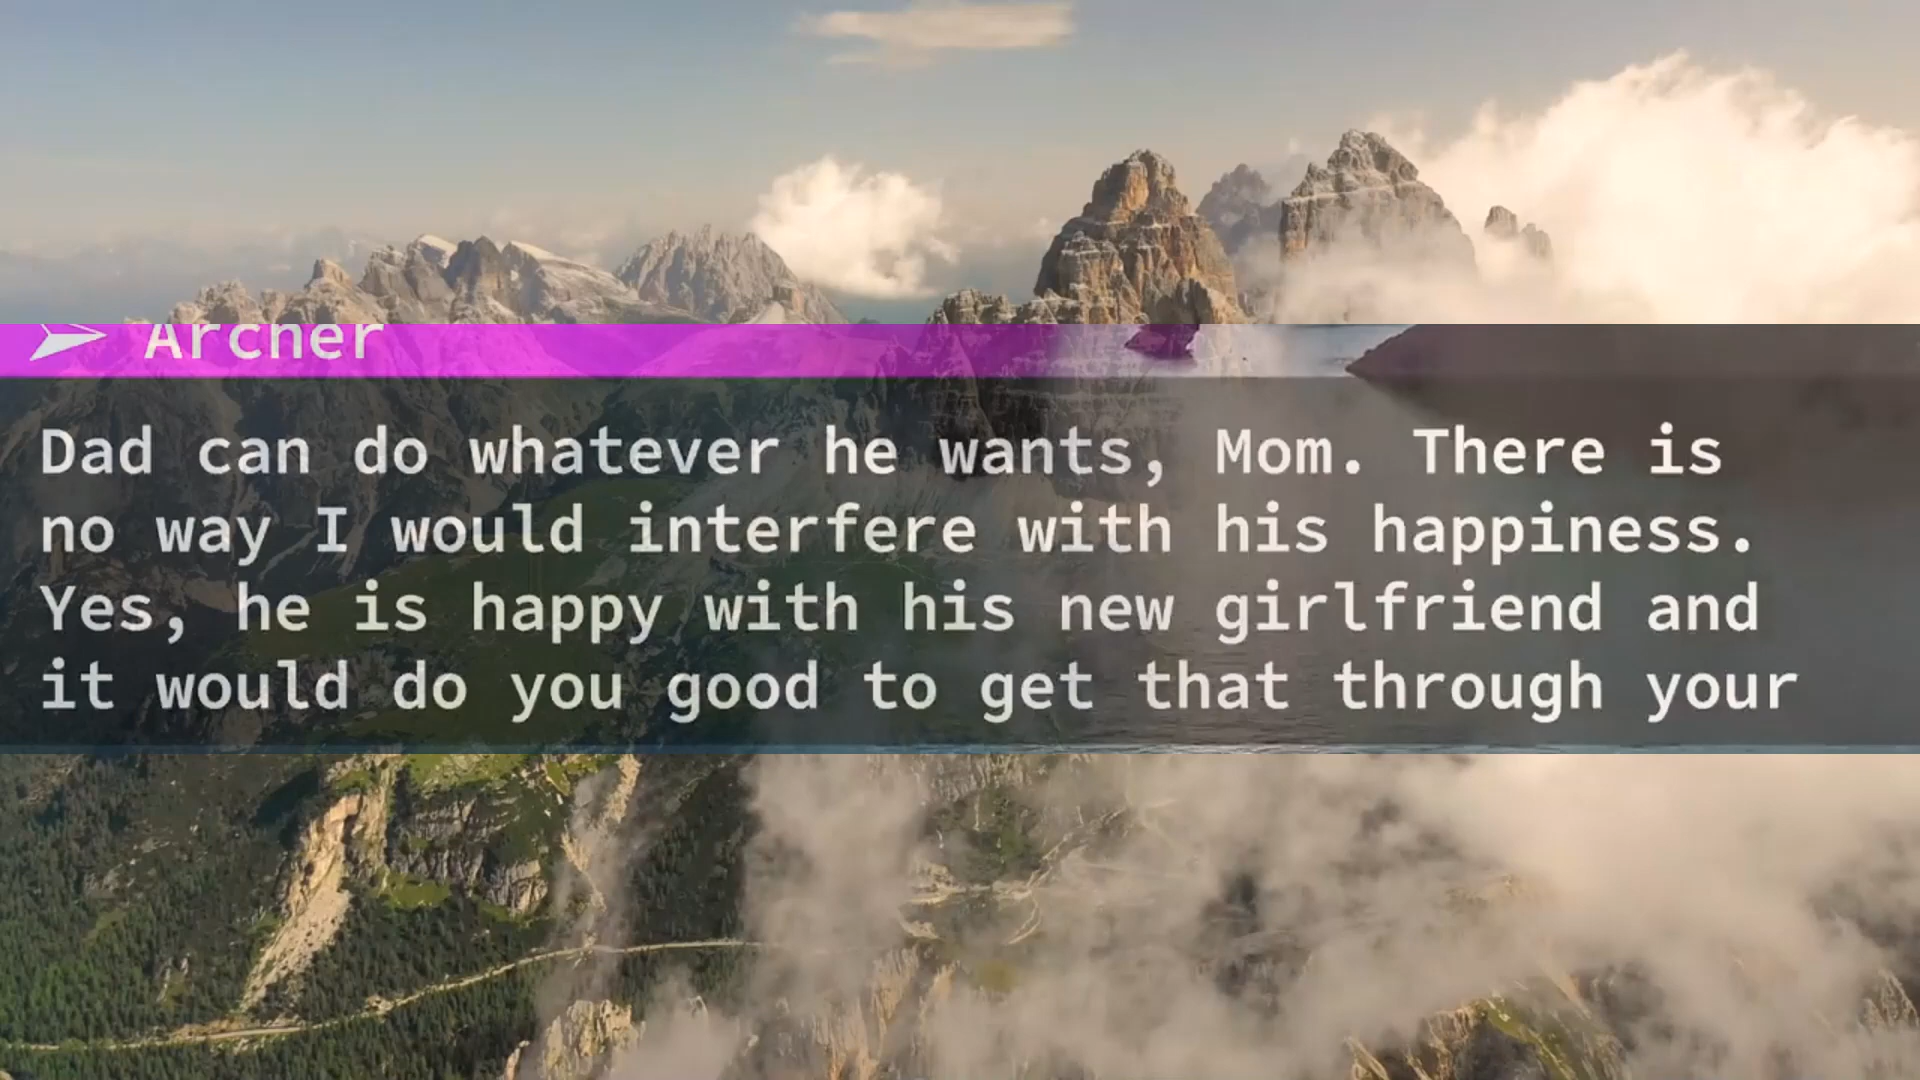 Archer
Dad can do whatever he wants, Mom. There is
no way I would interfere with his happiness.
Yes, he is happy with his new girlfriend and
it would do you good to get that through your